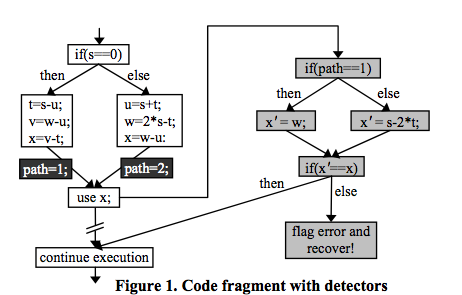 if(s==0)
then
else
t=s-u;
v=w-u;
x=v-t;
u=s+t;
w=2*s-t;
x=w-u:
path=1;
path=2;
use x;
continue execution
if(path==1)
then
else
x′= w;
x′= s-2*t;
if(x′==x)
then
else
flag error and
recover!
Figure 1. Code fragment with detectors